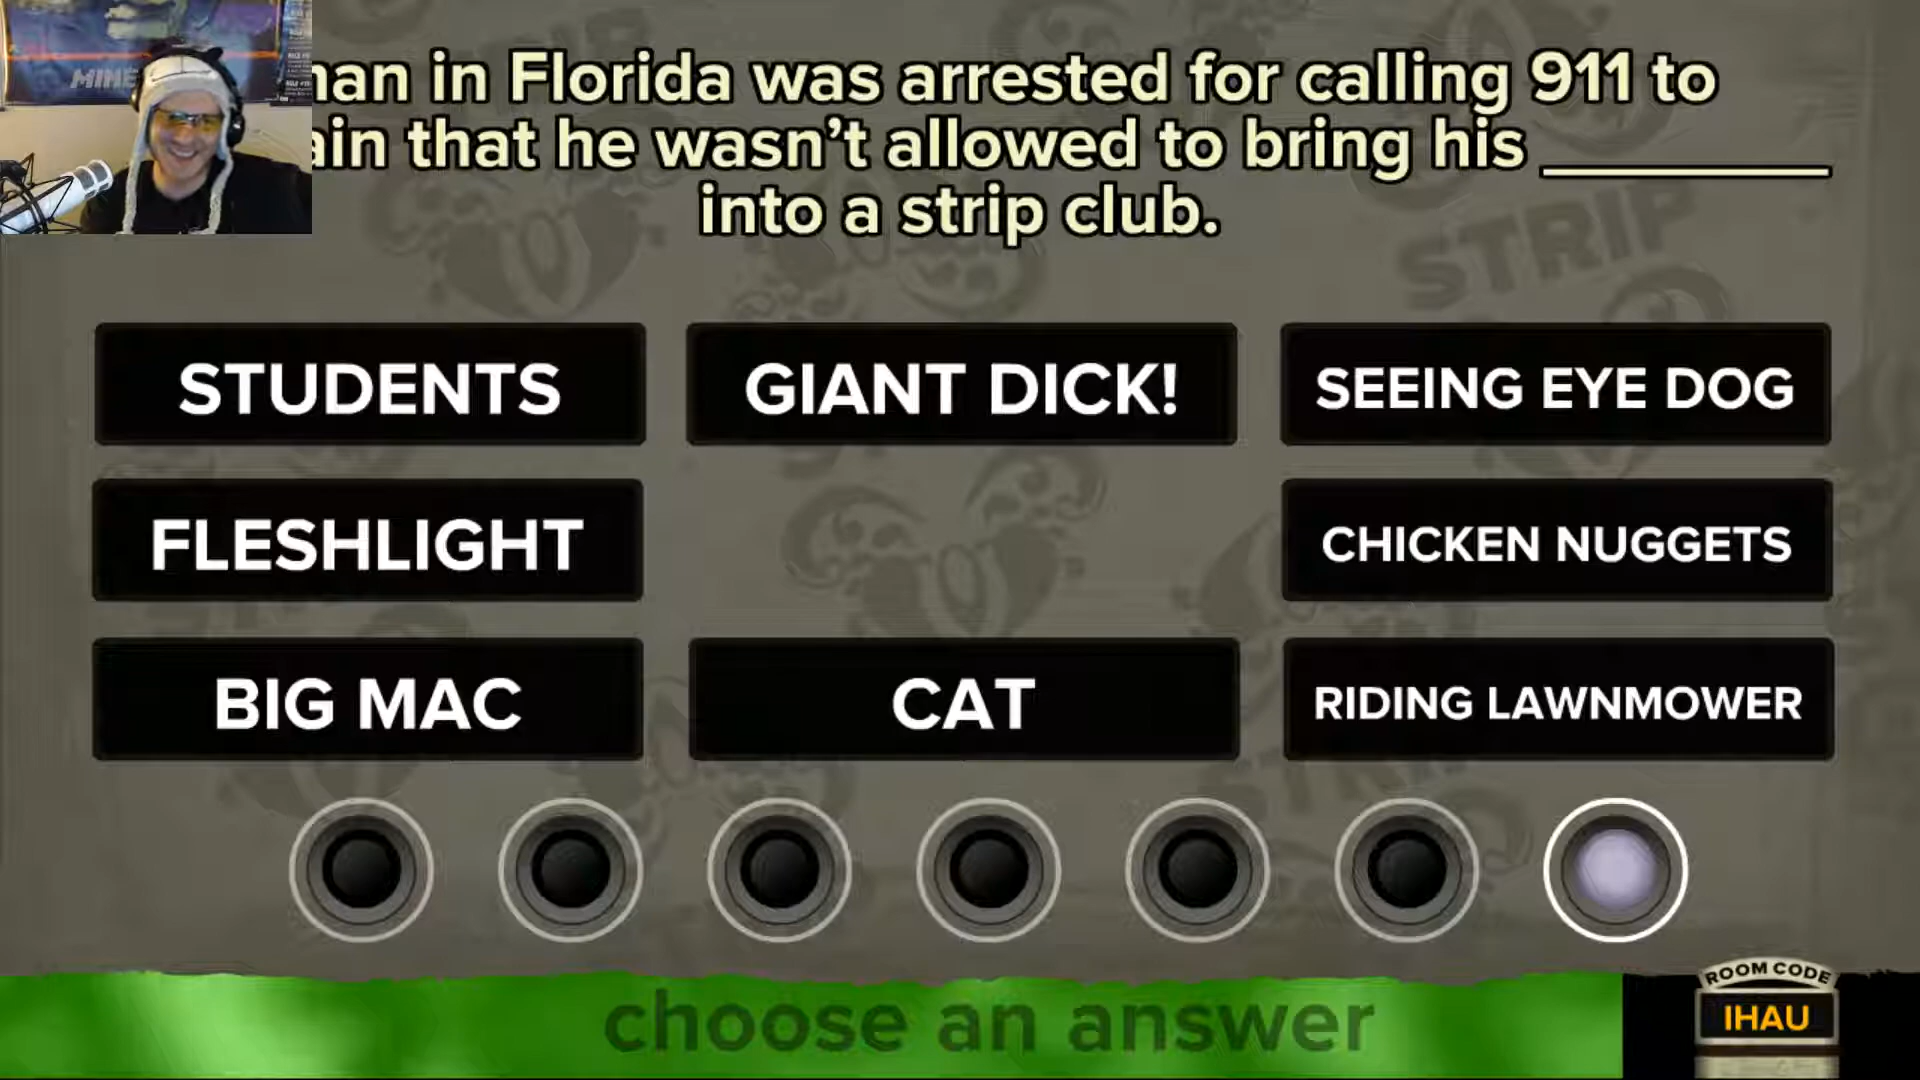 man in Florida was arrested for calling 911 to
ain that he wasn't allowed to bring his
into a strip club.
STUDENTS
GIANT DICK!
SEEING EYE DOG
FLESHLIGHT
CHICKEN NUGGETS
BIG MAC
CAT
RIDING LAWNMOWER
choose an answer
ROOM CODE
IHAU
MINE
STRIP